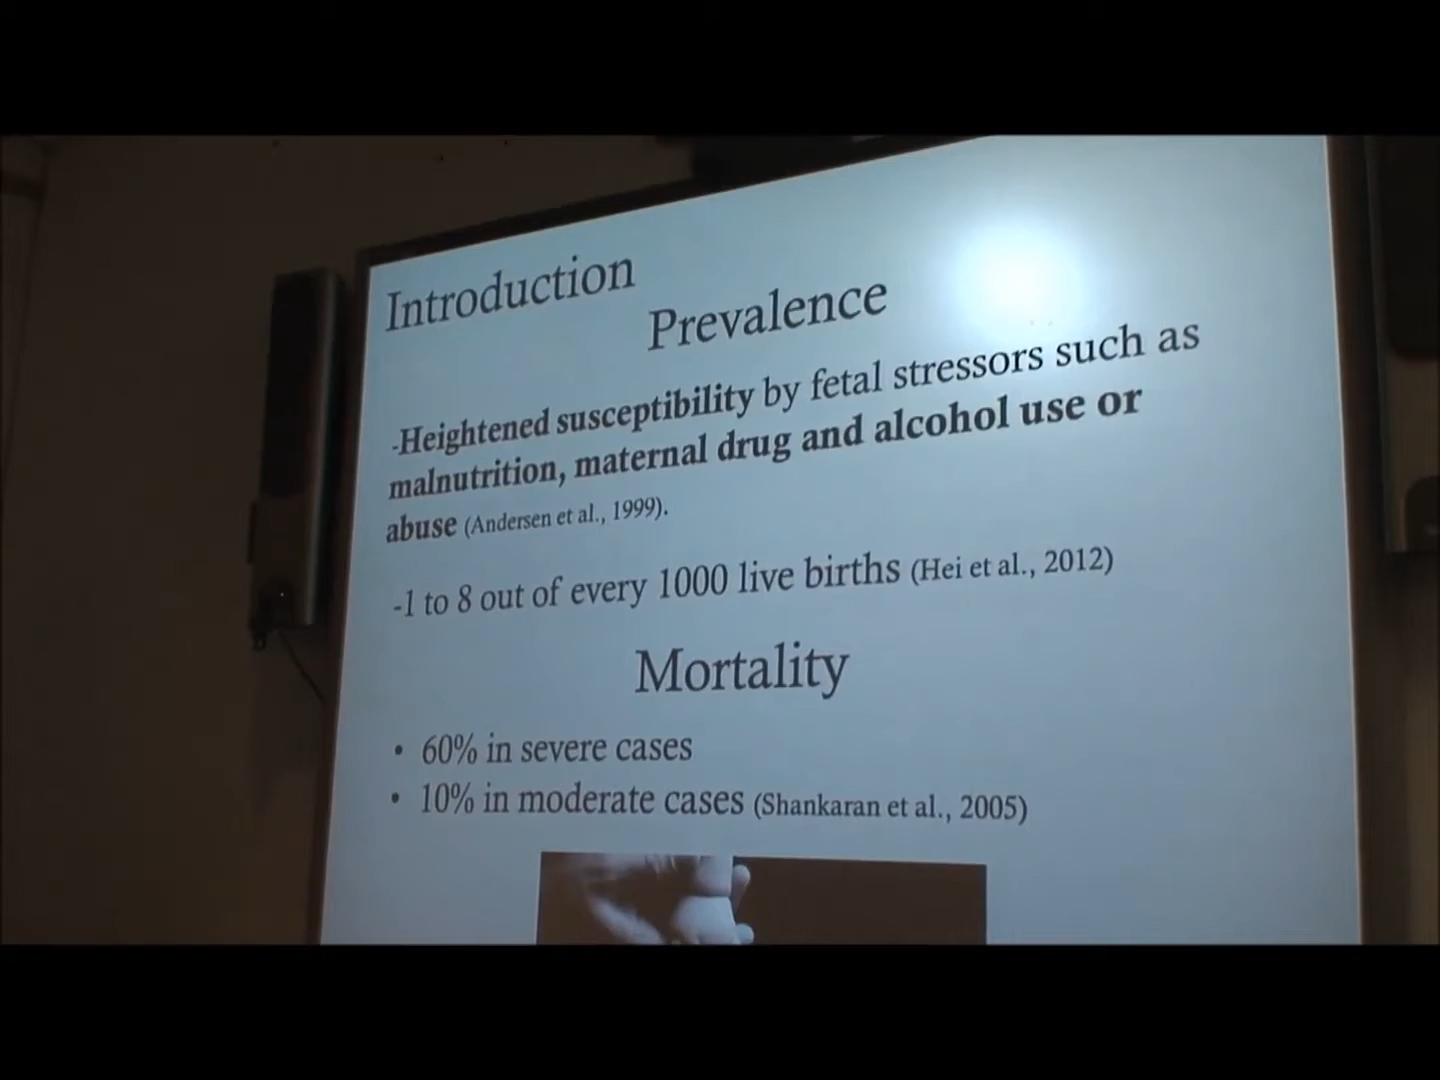 Introduction
Prevalence
-Heightened susceptibility by fetal stressors such as
malnutrition, maternal drug and alcohol use or
abuse (Andersen et al., 1999).
-1 to 8 out of every 1000 live births (Hei et al., 2012)
Mortality
• 60% in severe cases
• 10% in moderate cases (Shankaran et al., 2005)